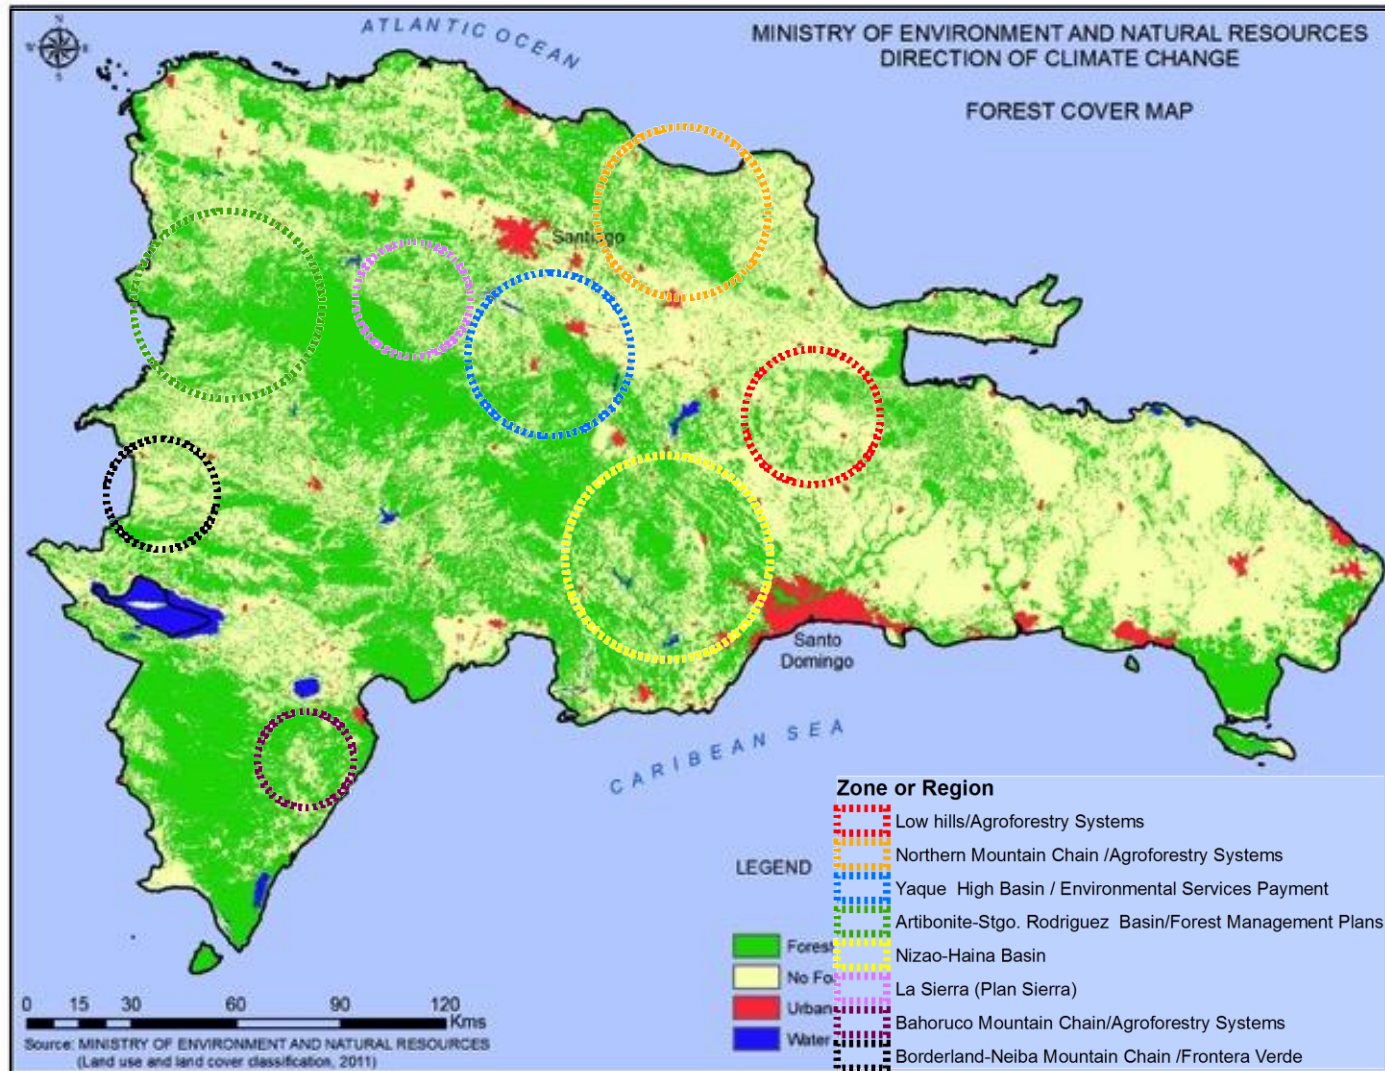 N
W
E
S
ATLANTIC OCEAN
MINISTRY OF ENVIRONMENT AND NATURAL RESOURCES
DIRECTION OF CLIMATE CHANGE
FOREST COVER MAP
Santiago
Santo
Domingo
CARIBEAN SEA
Zone or Region
Low hills/Agroforestry Systems
Northern Mountain Chain /Agroforestry Systems
Yaque High Basin / Environmental Services Payment
Artibonite-Stgo. Rodriguez Basin/Forest Management Plans
Nizao-Haina Basin
La Sierra (Plan Sierra)
Bahoruco Mountain Chain/Agroforestry Systems
Borderland-Neiba Mountain Chain /Frontera Verde
LEGEND
Fores
No Fo
Urban
Water
0 15 30 60 90 120
Kms
Source: MINISTRY OF ENVIRONMENT AND NATURAL RESOURCES
(Land use and land cover classification, 2011)